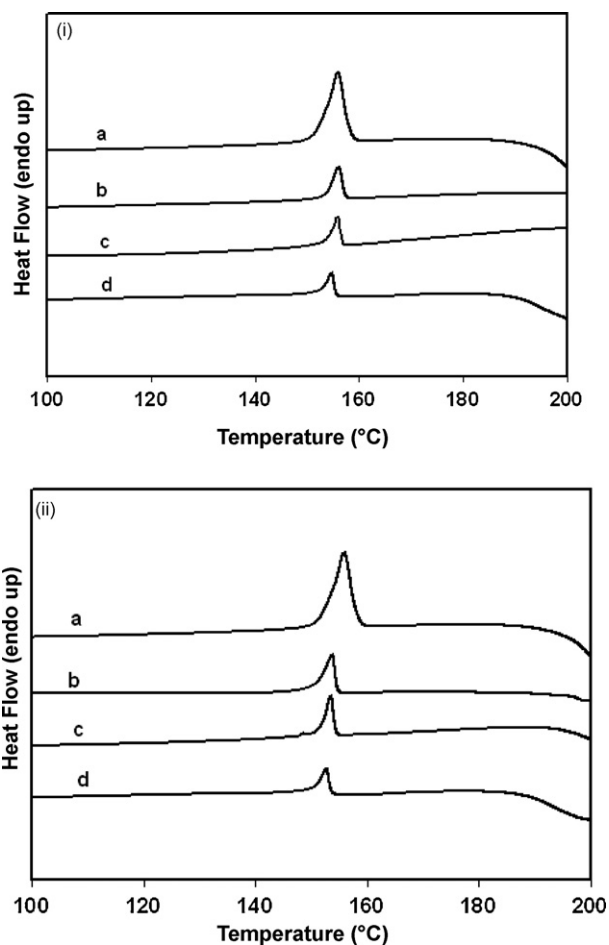 (i)
Heat Flow (endo up)
a
b
c
d
100 120 140 160 180 200
Temperature (°C)
(ii)
Heat Flow (endo up)
a
b
c
d
100 120 140 160 180 200
Temperature (°C)